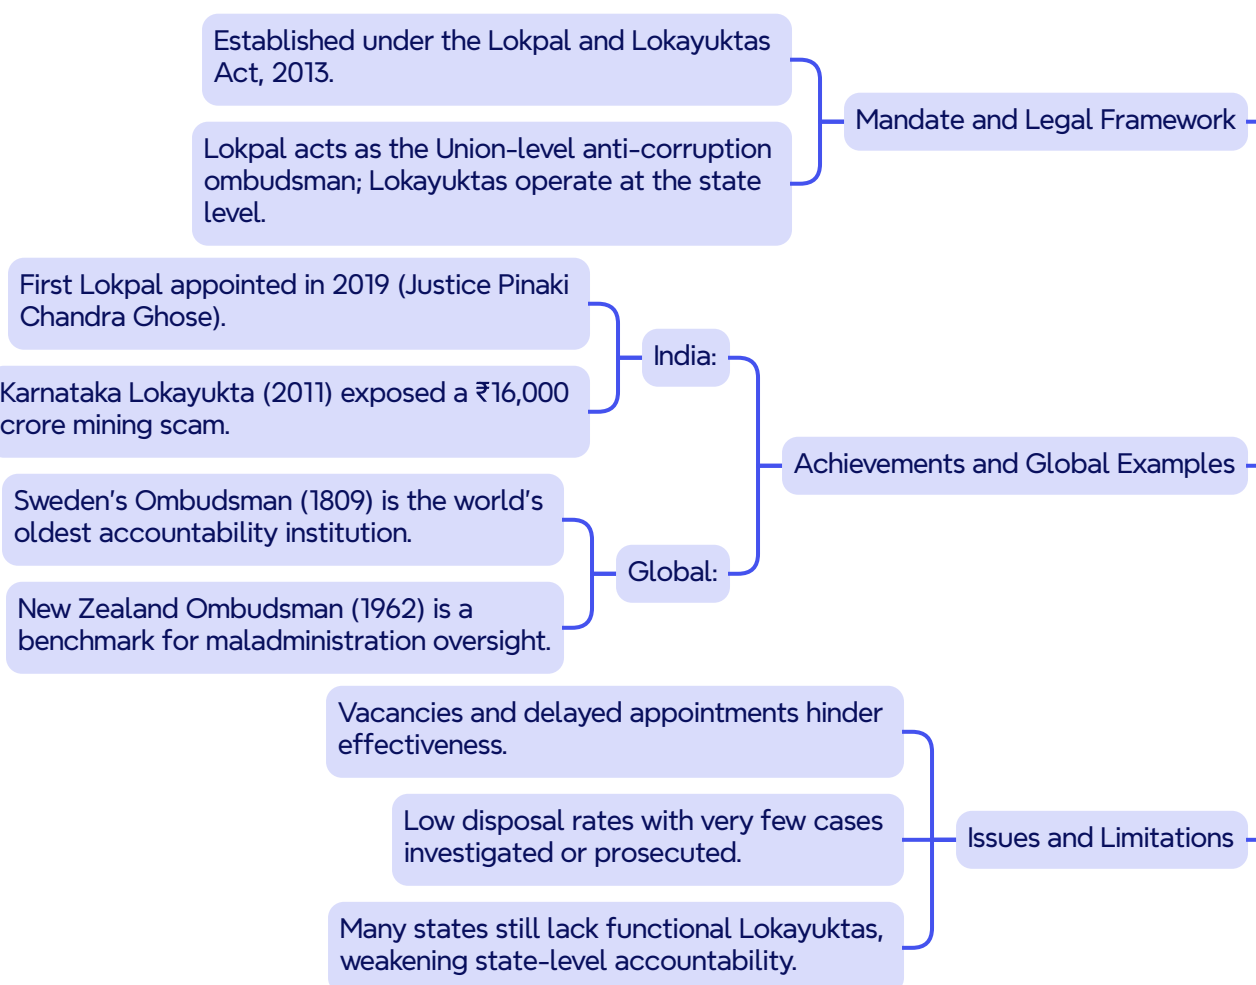 Established under the Lokpal and Lokayuktas
Act, 2013.
Lokpal acts as the Union-level anti-corruption
ombudsman; Lokayuktas operate at the state
level.
Mandate and Legal Framework
First Lokpal appointed in 2019 (Justice Pinaki
Chandra Ghose).
Karnataka Lokayukta (2011) exposed a ₹16,000
crore mining scam.
India:
Sweden's Ombudsman (1809) is the world's
oldest accountability institution.
New Zealand Ombudsman (1962) is a
benchmark for maladministration oversight.
Global:
Achievements and Global Examples
Vacancies and delayed appointments hinder
effectiveness.
Low disposal rates with very few cases
investigated or prosecuted.
Many states still lack functional Lokayuktas,
weakening state-level accountability.
Issues and Limitations